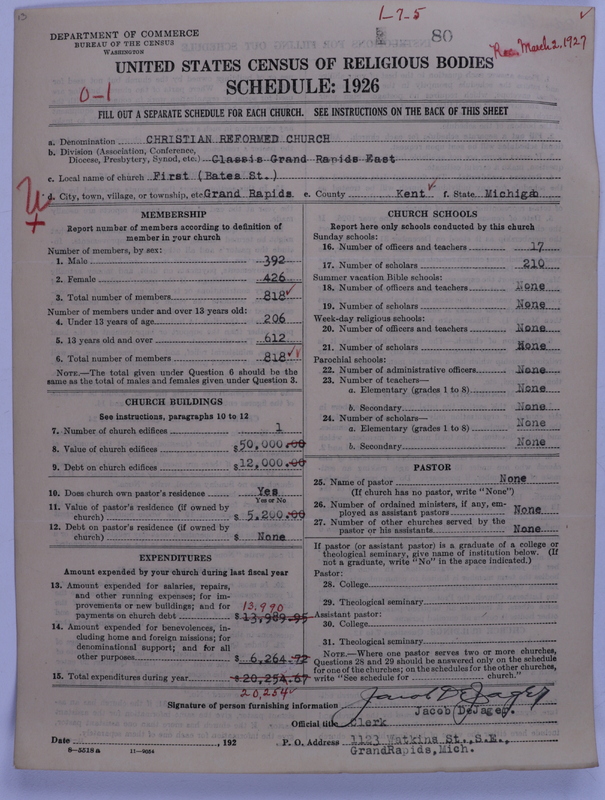 1-7-5
80
Rec. March 2, 1927
DEPARTMENT OF COMMERCE
BUREAU OF THE CENSUS
WASHINGTON
UNITED STATES CENSUS OF RELIGIOUS BODIES
SCHEDULE: 1926
0-1
FILL OUT A SEPARATE SCHEDULE FOR EACH CHURCH. SEE INSTRUCTIONS ON THE BACK OF THIS SHEET
a. Denomination CHRISTIAN REFORMED CHURCH
b. Division (Association, Conference,
Diocese, Presbytery, Synod, etc.) Classis Grand Rapids East
c. Local name of church First (Bates St.)
d. City, town, village, or township, etc. Grand Rapids e. County Kent f. State Michigan
MEMBERSHIP
Report number of members according to definition of
member in your church
Number of members, by sex:
1. Male 392
2. Female 426
3. Total number of members 818
Number of members under and over 13 years old:
4. Under 13 years of age 206
5. 13 years old and over 612
6. Total number of members 818
NOTE.—The total given under Question 6 should be the
same as the total of males and females given under Question 3.
CHURCH BUILDINGS
See instructions, paragraphs 10 to 12
7. Number of church edifices 1
8. Value of church edifices $50,000.00
9. Debt on church edifices $12,000.00
10. Does church own pastor's residence Yes
Yes or No
11. Value of pastor's residence (if owned by
church) $ 5,200.00
12. Debt on pastor's residence (if owned by
church) $ None
EXPENDITURES
Amount expended by your church during last fiscal year
13. Amount expended for salaries, repairs,
and other running expenses; for im-
provements or new buildings; and for
13,990
payments on church debt $ 13,989.95
14. Amount expended for benevolences, in-
cluding home and foreign missions; for
denominational support; and for all
other purposes $ 6,264.72
15. Total expenditures during year $20,254.67
20,254
CHURCH SCHOOLS
Report here only schools conducted by this church
Sunday schools:
16. Number of officers and teachers 17
17. Number of scholars 210
Summer vacation Bible schools:
18. Number of officers and teachers None
19. Number of scholars None
Week-day religious schools:
20. Number of officers and teachers None
21. Number of scholars None
Parochial schools:
22. Number of administrative officers None
23. Number of teachers—
a. Elementary (grades 1 to 8) None
b. Secondary None
24. Number of scholars—
a. Elementary (grades 1 to 8) None
b. Secondary None
PASTOR
25. Name of pastor None
(If church has no pastor, write "None")
26. Number of ordained ministers, if any, em-
ployed as assistant pastors None
27. Number of other churches served by the
pastor or his assistants None
If pastor (or assistant pastor) is a graduate of a college or
theological seminary, give name of institution below. (If
not a graduate, write "No" in the space indicated.)
Pastor:
28. College
29. Theological seminary
Assistant pastor:
30. College
31. Theological seminary
NOTE.—Where one pastor serves two or more churches,
Questions 28 and 29 should be answered only on the schedule
for one of the churches; on the schedules for the other churches,
write "See schedule for church."
Signature of person furnishing information Jacob DeJager
Jacob DeJager.
Official title Clerk
Date , 192 P. O. Address 1123 Watkins St.,S.E.,
GrandRapids,Mich.
8-5518a 11-9054